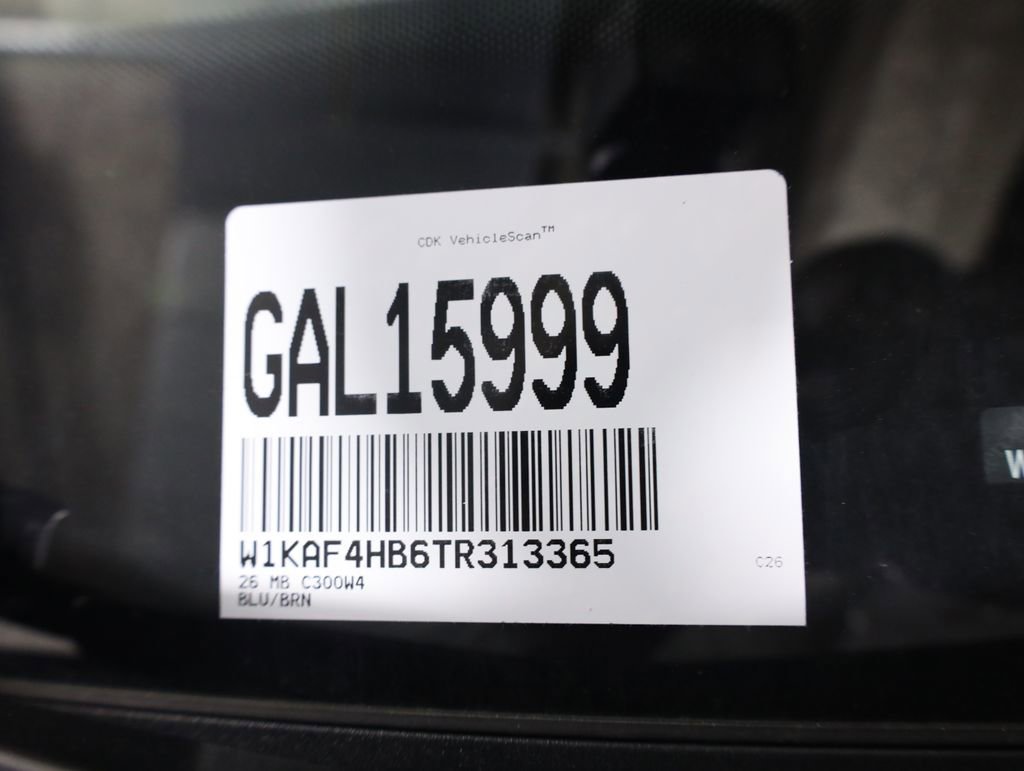 CDK VehicleScan™
GAL15999
W1KAF4HB6TR313365
26 MB C300W4
BLU/BRN
C26
W